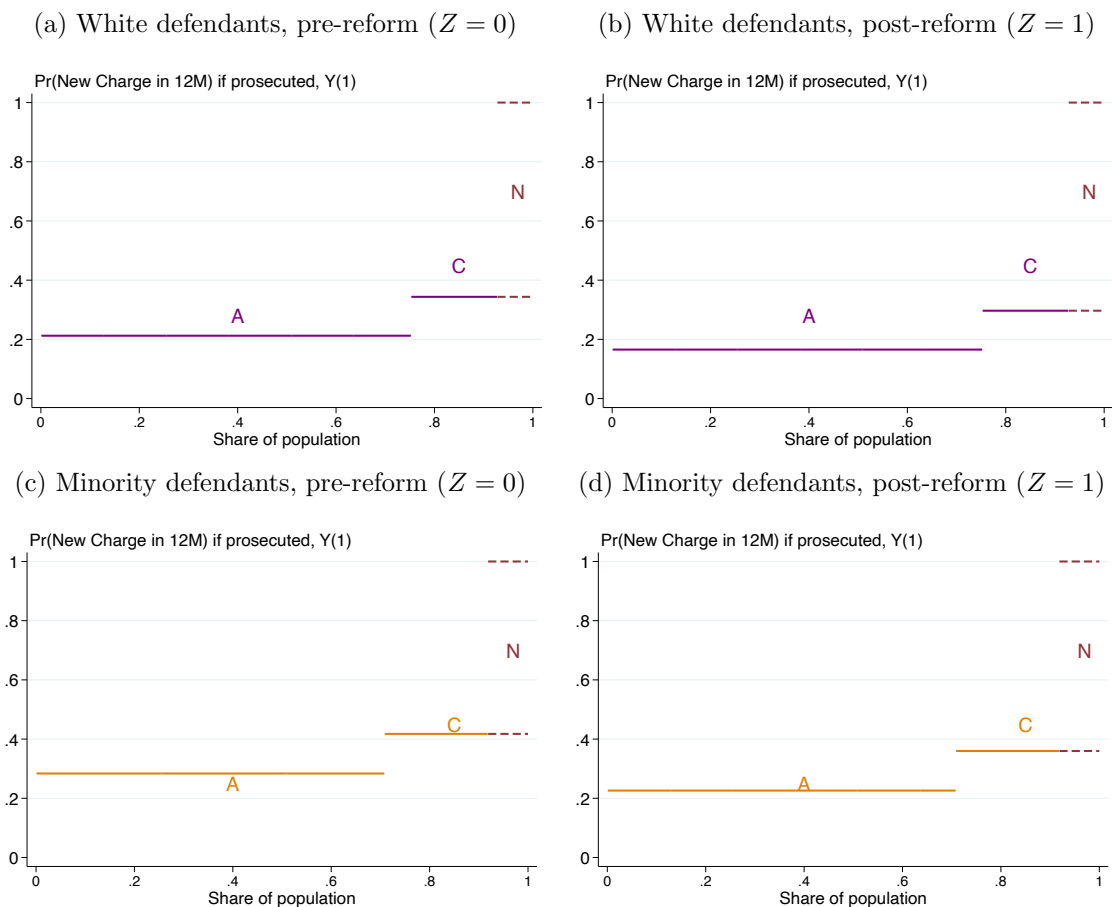 (a) White defendants, pre-reform (Z = 0)
Pr(New Charge in 12M) if prosecuted, Y(1)
1
.8
.6
.4
.2
0
A
C
N
0 .2 .4 .6 .8 1
Share of population
(b) White defendants, post-reform (Z = 1)
Pr(New Charge in 12M) if prosecuted, Y(1)
1
.8
.6
.4
.2
0
A
C
N
0 .2 .4 .6 .8 1
Share of population
(c) Minority defendants, pre-reform (Z = 0)
Pr(New Charge in 12M) if prosecuted, Y(1)
1
.8
.6
.4
.2
0
A
C
N
0 .2 .4 .6 .8 1
Share of population
(d) Minority defendants, post-reform (Z = 1)
Pr(New Charge in 12M) if prosecuted, Y(1)
1
.8
.6
.4
.2
0
A
C
N
0 .2 .4 .6 .8 1
Share of population